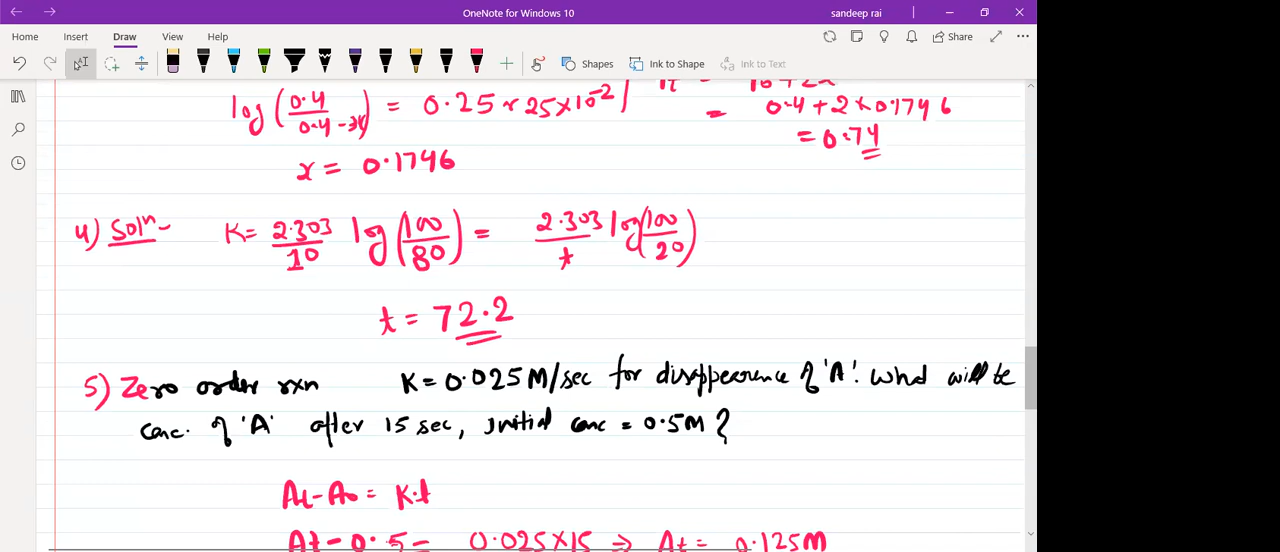 OneNote for Windows 10
sandeep rai
Home Insert Draw View Help
Share
Shapes Ink to Shape Ink to Text
log (0.4 / 0.4 - x) = 0.25 × 25 × 10⁻²
= 0.4 + 2 × 0.1746
= 0.74
x = 0.1746
4) Solⁿ- K = 2.303/10 log (100/80) = 2.303/t log (100/20)
t = 72.2
5) Zero order rxn K = 0.025 M/sec for disappearence of 'A'. What will be
conc. of 'A' after 15 sec, initial conc = 0.5M?
At - A₀ = K.t
At - 0.5 = 0.025 × 15 ⇒ At = 0.125M